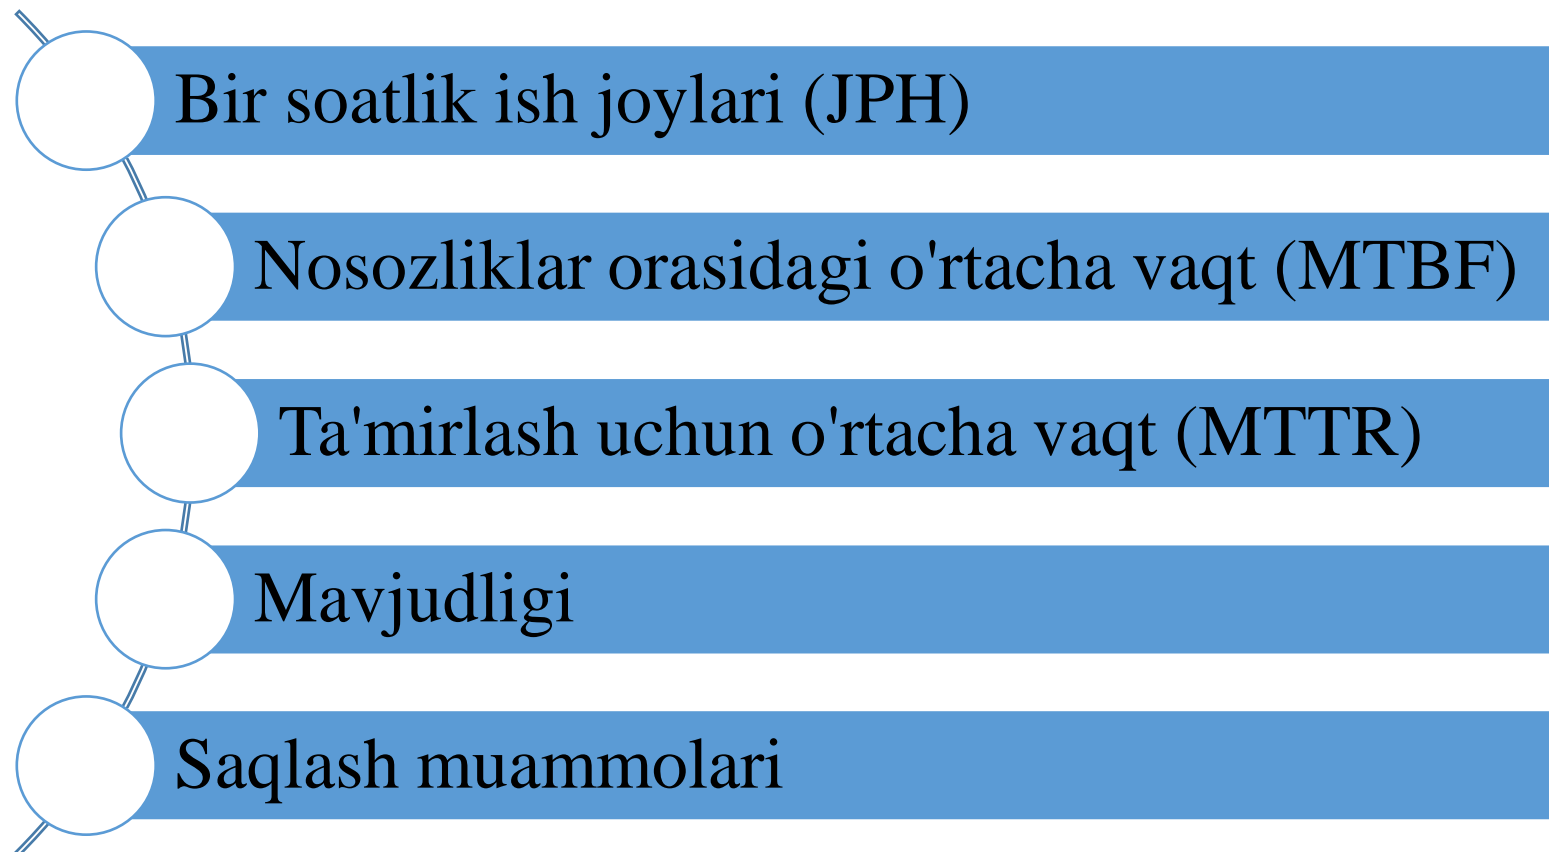 Bir soatlik ish joylari (JPH)
Nosozliklar orasidagi o'rtacha vaqt (MTBF)
Ta'mirlash uchun o'rtacha vaqt (MTTR)
Mavjudligi
Saqlash muammolari